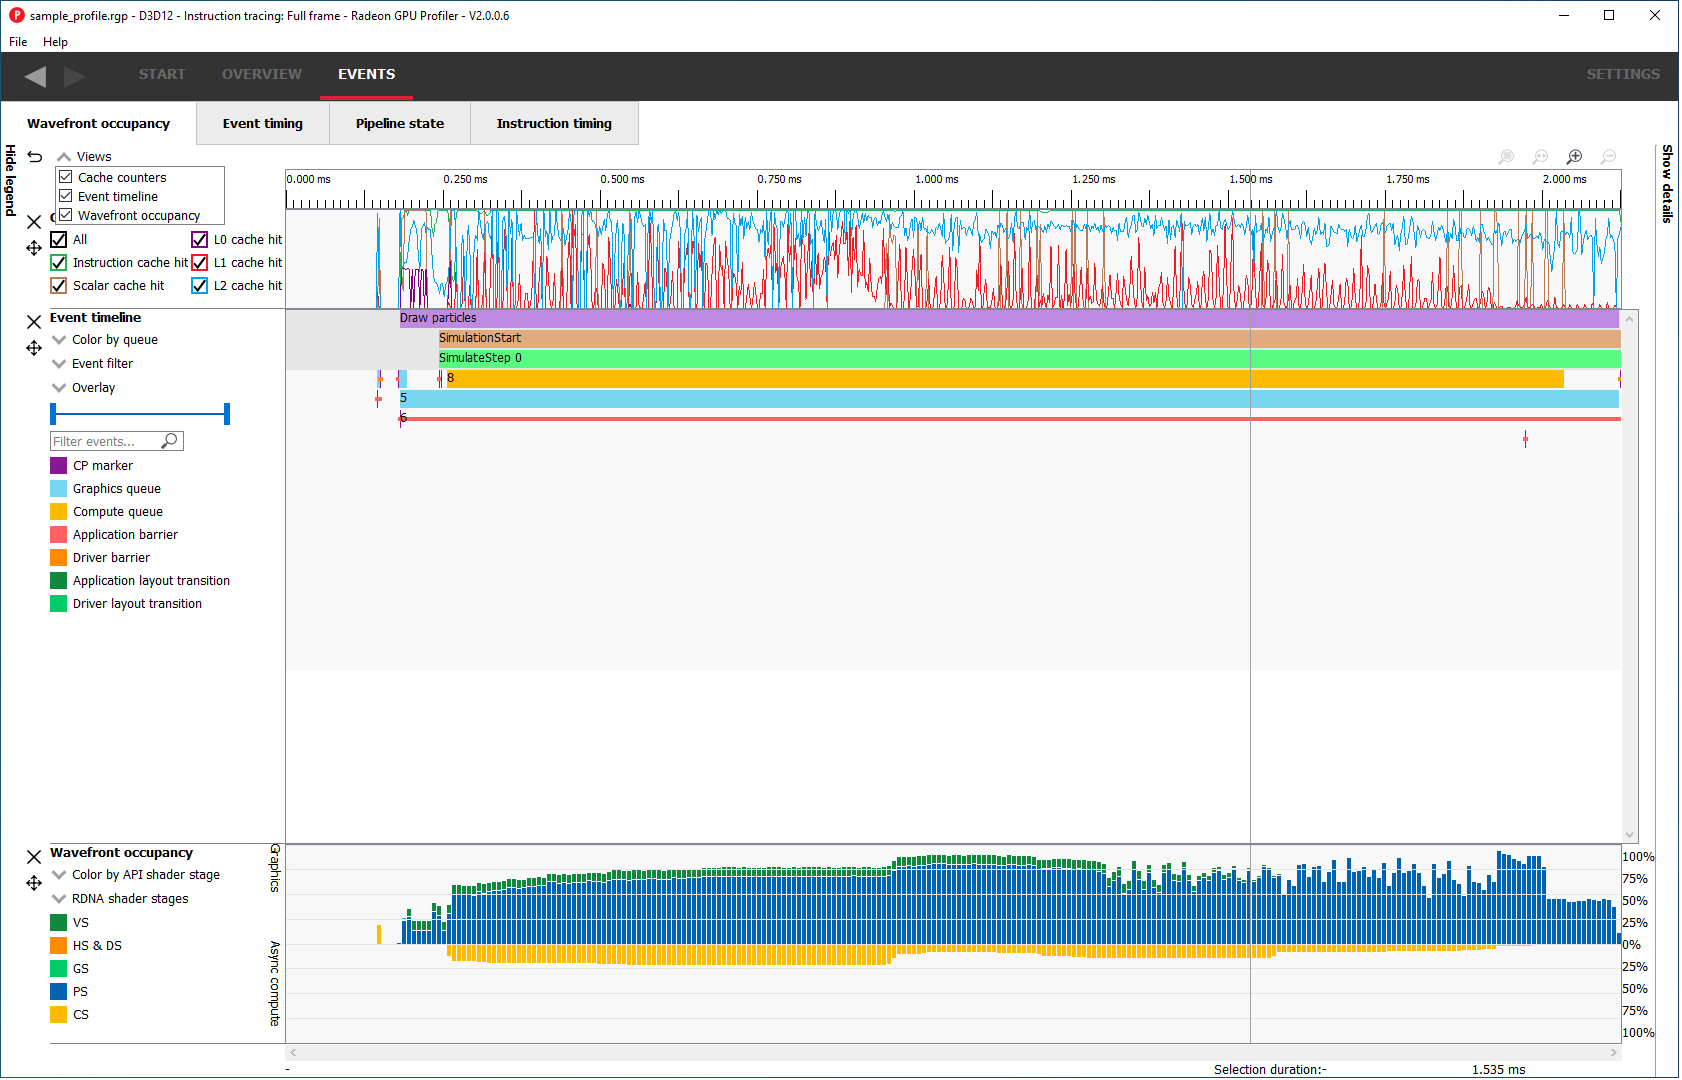 sample_profile.rgp - D3D12 - Instruction tracing: Full frame - Radeon GPU Profiler - V2.0.0.6
File Help
START OVERVIEW EVENTS SETTINGS
Wavefront occupancy Event timing Pipeline state Instruction timing
Hide legend
Show details
Views
Cache counters
Event timeline
Wavefront occupancy
0.000 ms 0.250 ms 0.500 ms 0.750 ms 1.000 ms 1.250 ms 1.500 ms 1.750 ms 2.000 ms
All L0 cache hit
Instruction cache hit L1 cache hit
Scalar cache hit L2 cache hit
Event timeline
Color by queue
Event filter
Overlay
Filter events...
CP marker
Graphics queue
Compute queue
Application barrier
Driver barrier
Application layout transition
Driver layout transition
Draw particles
SimulationStart
SimulateStep 0
8
5
6
Wavefront occupancy
Color by API shader stage
RDNA shader stages
VS
HS & DS
GS
PS
CS
Graphics
Async compute
100%
75%
50%
25%
0%
25%
50%
75%
100%
- Selection duration:- 1.535 ms